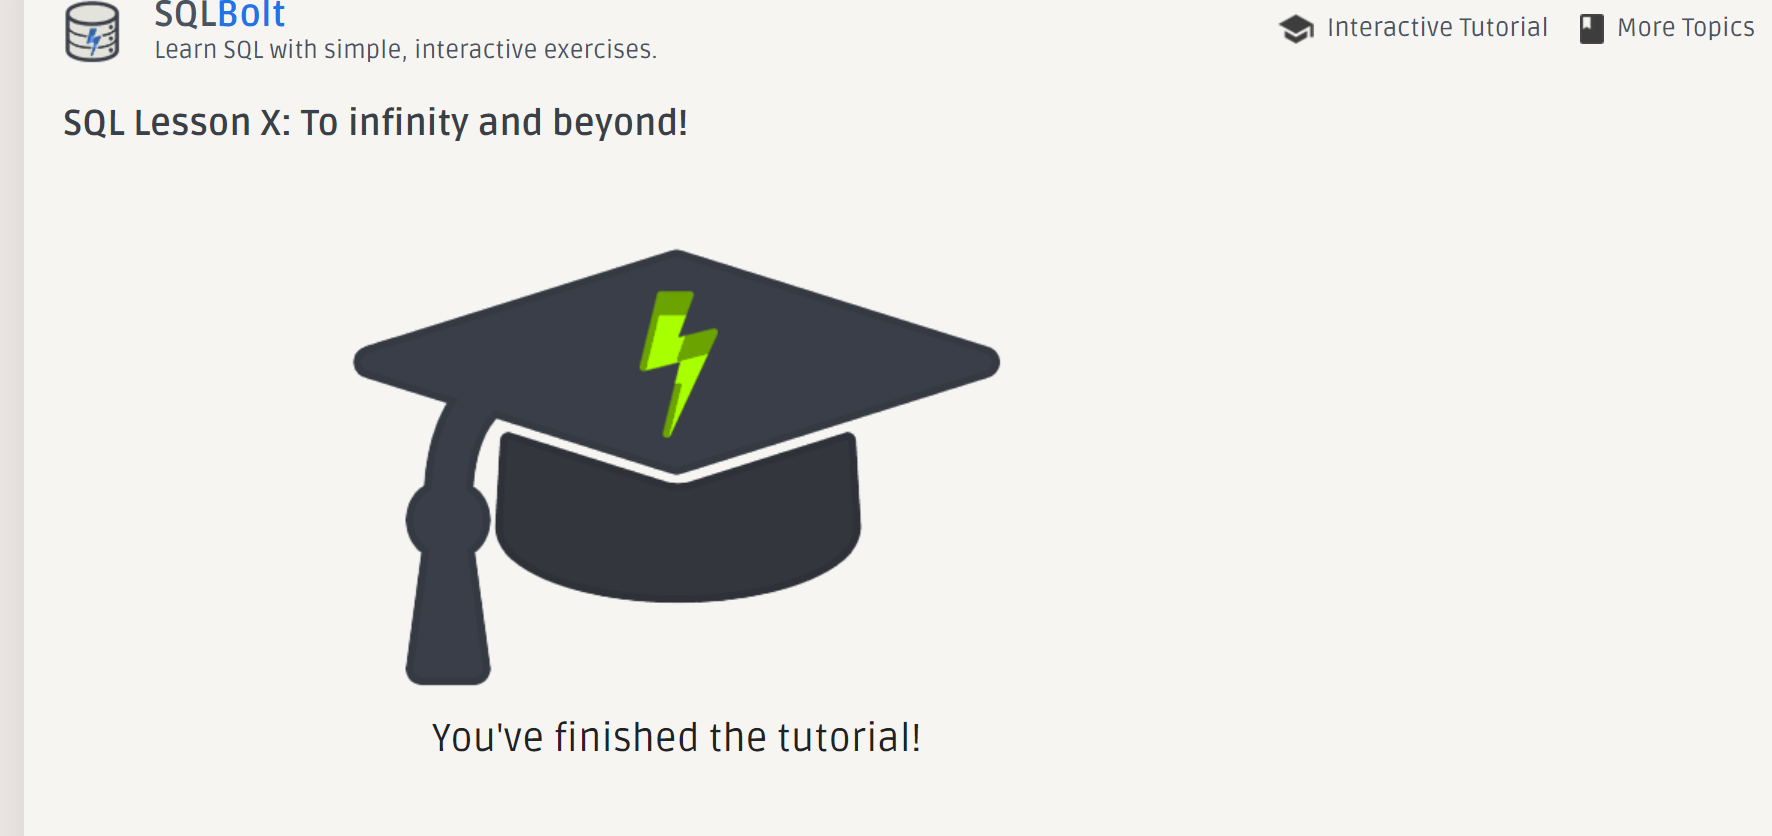 SQLBolt
Learn SQL with simple, interactive exercises.
Interactive Tutorial
More Topics
SQL Lesson X: To infinity and beyond!
You've finished the tutorial!